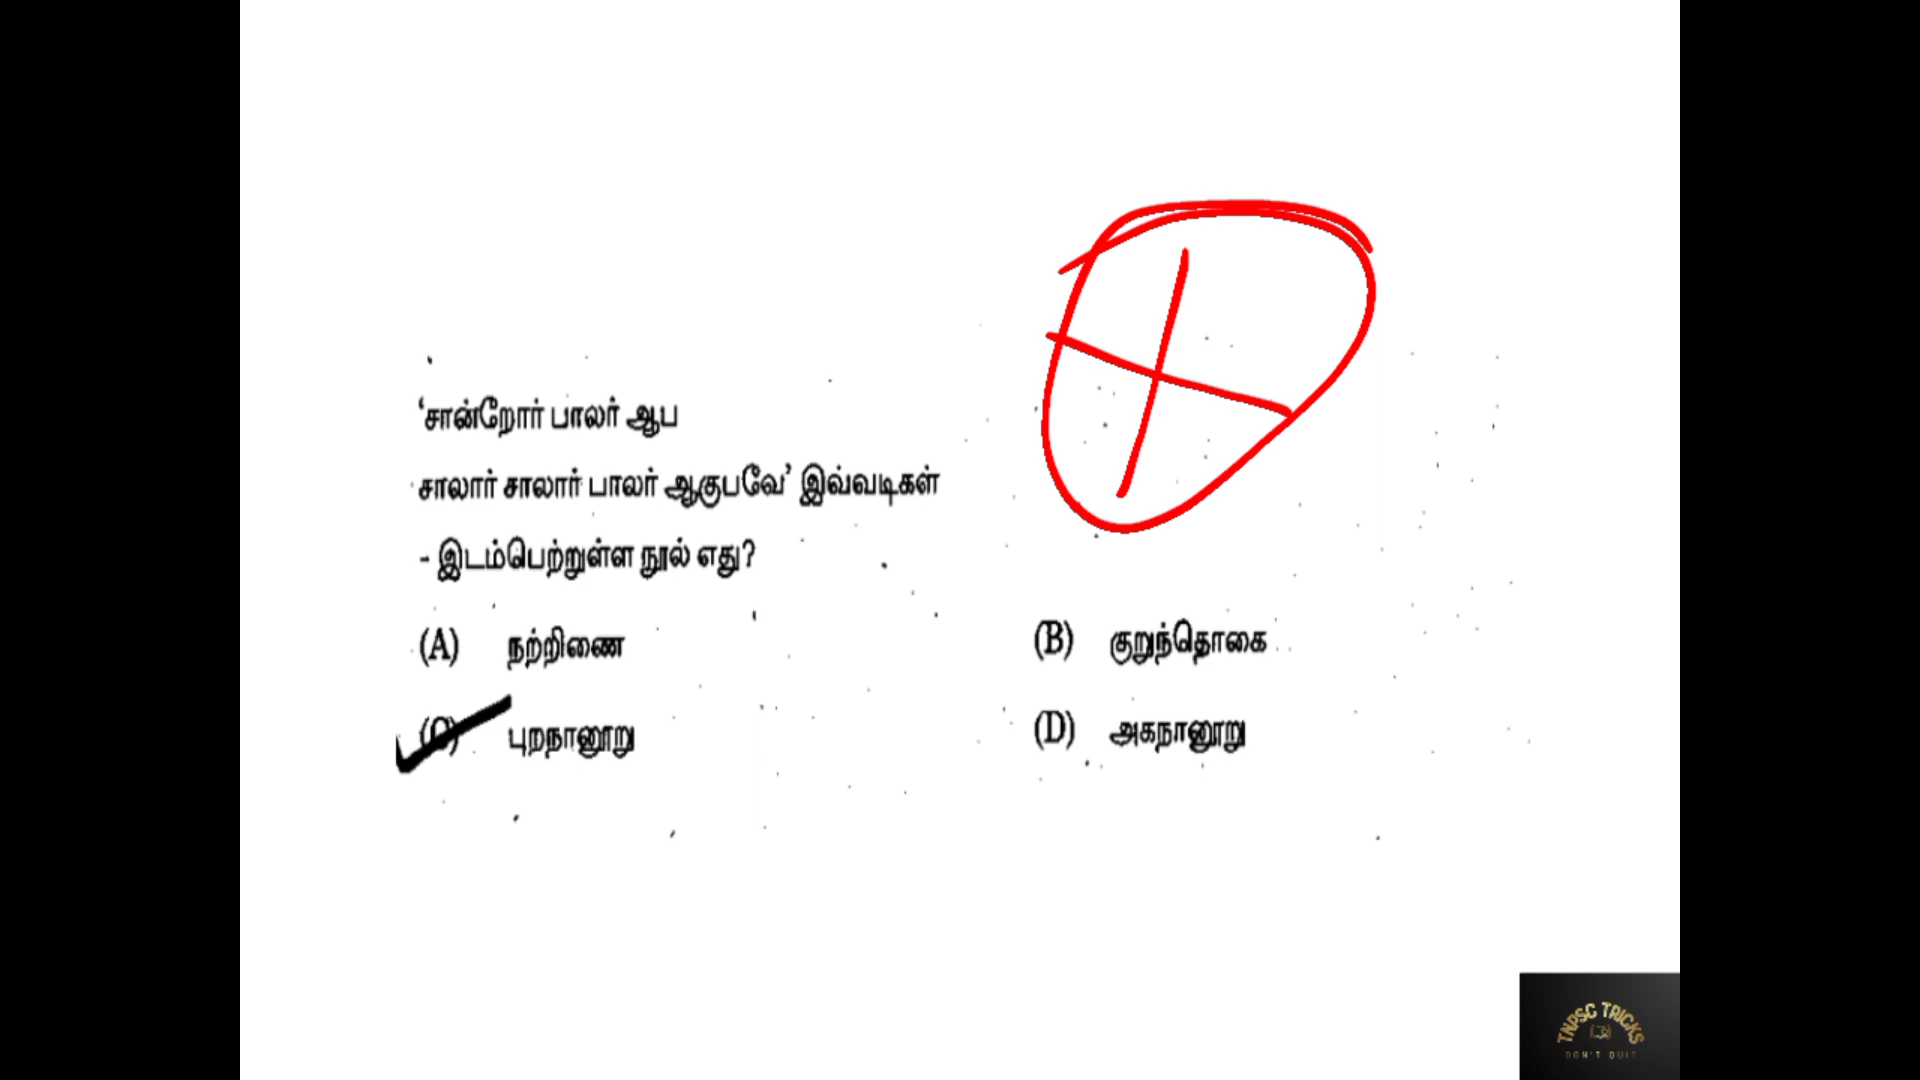 ‘சான்றோர் பாலர் ஆப
சாலார் சாலார் பாலர் ஆகுபவே’ இவ்வடிகள்
- இடம்பெற்றுள்ள நூல் எது?
(A) நற்றிணை (B) குறுந்தொகை
(C) புறநானூறு (D) அகநானூறு
TNPSC TRICKS
DON'T QUIT